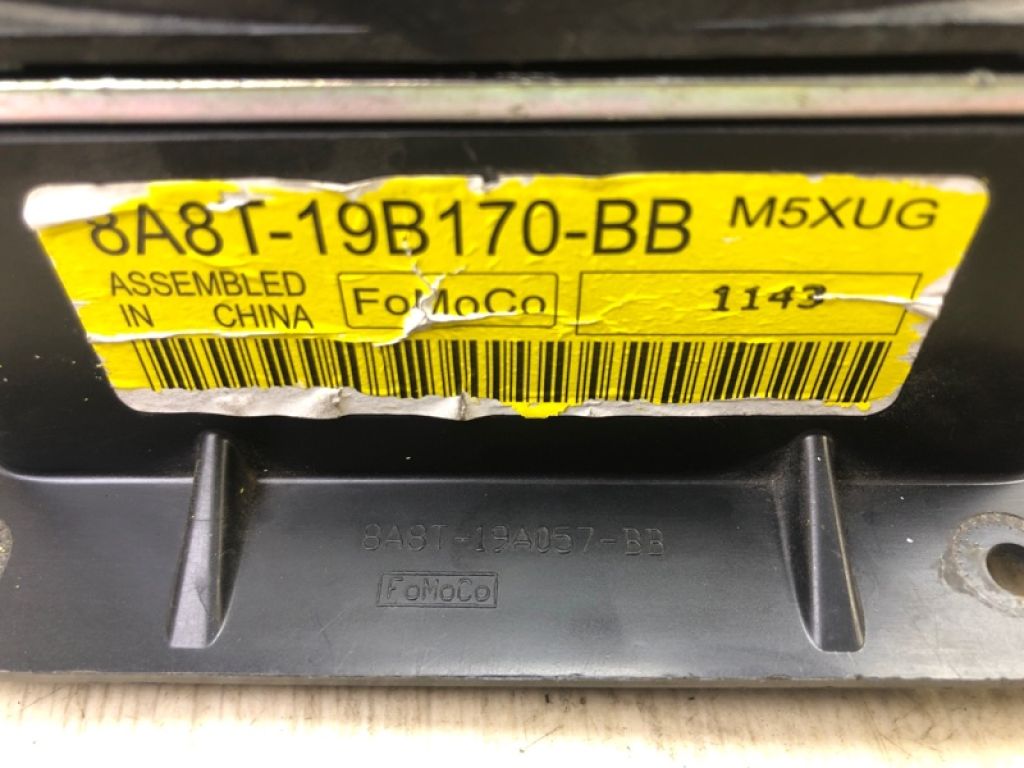 8A8T-19B170-BB M5XUG
ASSEMBLED
IN CHINA
FoMoCo
1143
8A8T-19A057-BB
FoMoCo